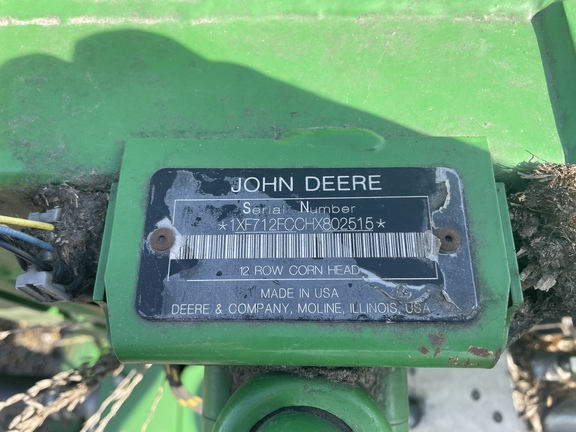 JOHN DEERE
Serial Number
*1XF712FCCHX802515*
12 ROW CORN HEAD
MADE IN USA
DEERE & COMPANY, MOLINE, ILLINOIS, USA